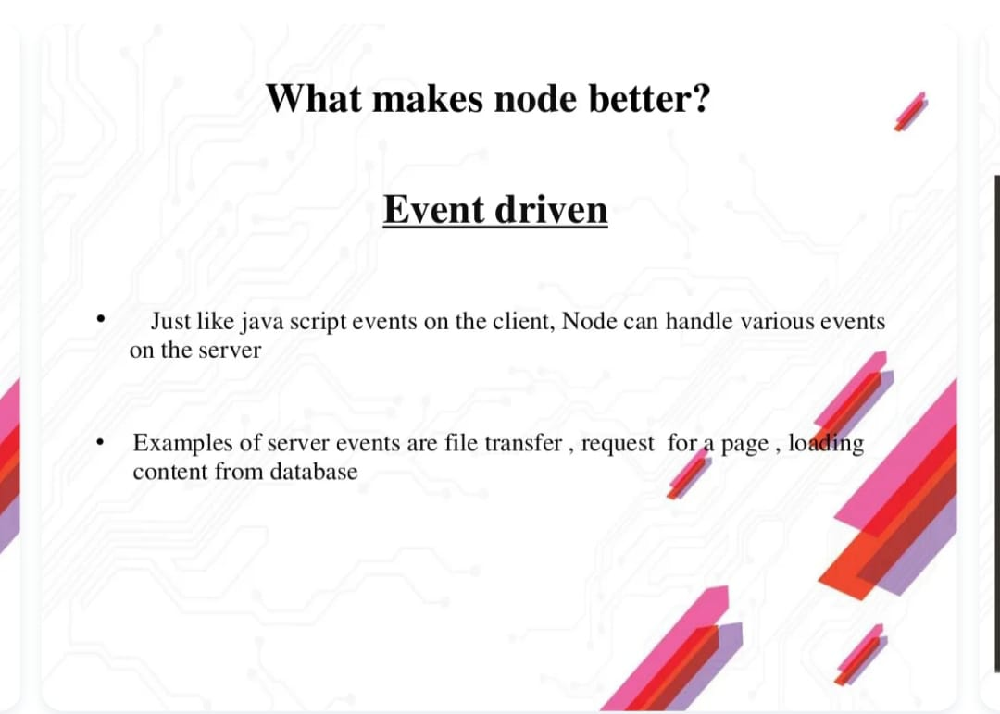 What makes node better?
Event driven
• Just like java script events on the client, Node can handle various events
on the server
• Examples of server events are file transfer , request for a page , loading
content from database